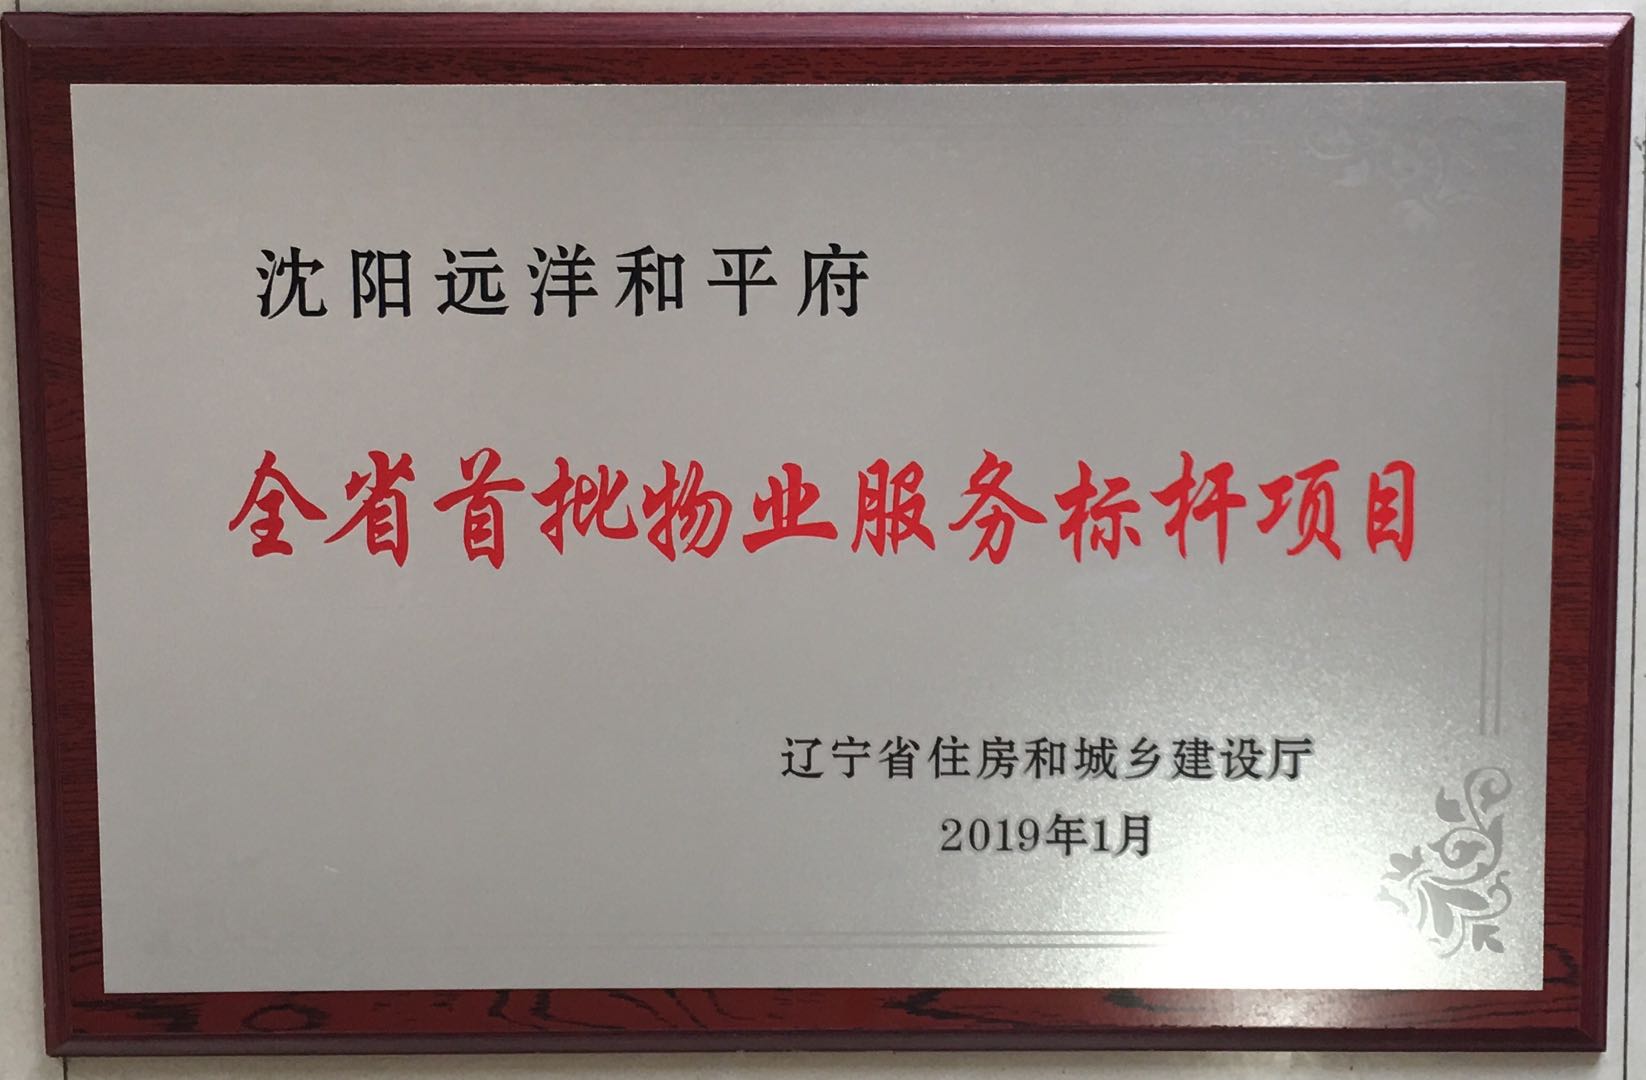 沈阳远洋和平府
全省首批物业服务标杆项目
辽宁省住房和城乡建设厅
2019年1月